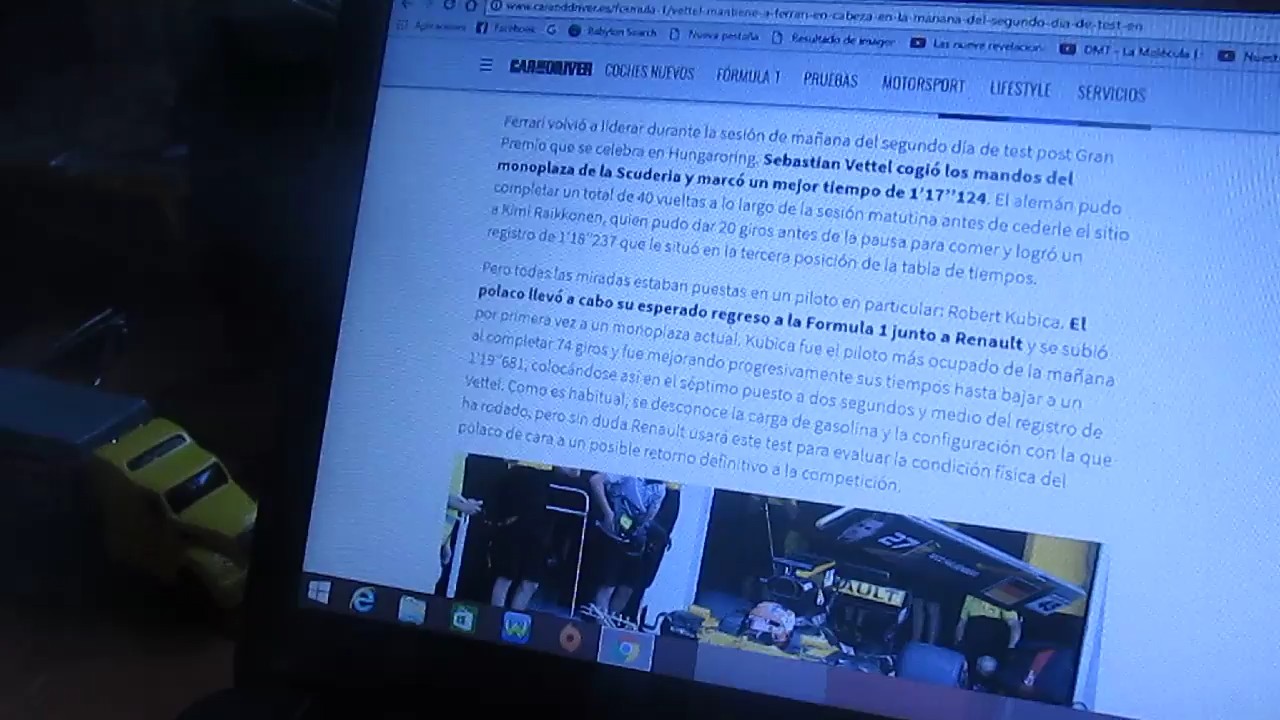 www.caranddriver.es/formula-1/vettel-mantiene-a-ferrari-en-cabeza-en-la-manana-del-segundo-dia-de-test-en
Aplicaciones Facebook G Babylon Search Nueva pestaña Resultado de imager Las nueve revelacion DMT - La Molécula Nuest
CAR AND DRIVER COCHES NUEVOS FÓRMULA 1 PRUEBAS MOTORSPORT LIFESTYLE SERVICIOS
Ferrari volvió a liderar durante la sesión de mañana del segundo día de test post Gran
Premio que se celebra en Hungaroring. Sebastian Vettel cogió los mandos del
monoplaza de la Scuderia y marcó un mejor tiempo de 1'17''124. El alemán pudo
completar un total de 40 vueltas a lo largo de la sesión matutina antes de cederle el sitio
a Kimi Raikkonen, quien pudo dar 20 giros antes de la pausa para comer y logró un
registro de 1'18''237 que le situó en la tercera posición de la tabla de tiempos.
Pero todas las miradas estaban puestas en un piloto en particular: Robert Kubica. El
polaco llevó a cabo su esperado regreso a la Formula 1 junto a Renault y se subió
por primera vez a un monoplaza actual. Kubica fue el piloto más ocupado de la mañana
al completar 74 giros y fue mejorando progresivamente sus tiempos hasta bajar a un
1'19''681, colocándose así en el séptimo puesto a dos segundos y medio del registro de
Vettel. Como es habitual, se desconoce la carga de gasolina y la configuración con la que
ha rodado, pero sin duda Renault usará este test para evaluar la condición física del
polaco de cara a un posible retorno definitivo a la competición.
27
AULT